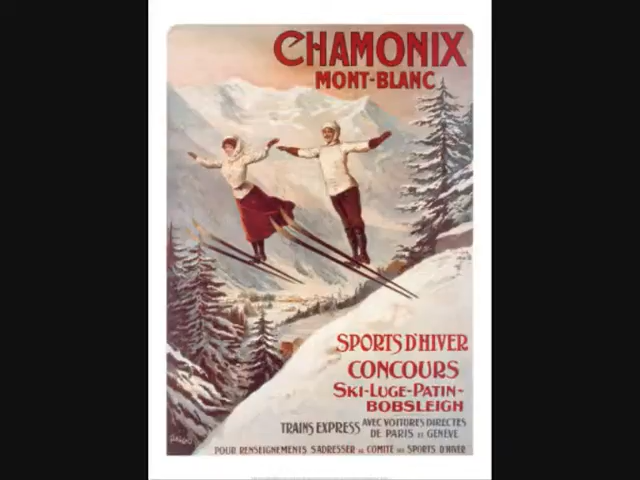 CHAMONIX
MONT-BLANC
SPORTS D'HIVER
CONCOURS
SKI-LUGE-PATIN-
BOBSLEIGH
TRAINS EXPRESS AVEC VOITURES DIRECTES
DE PARIS ET GENÈVE
POUR RENSEIGNEMENTS S'ADRESSER AU COMITÉ DES SPORTS D'HIVER